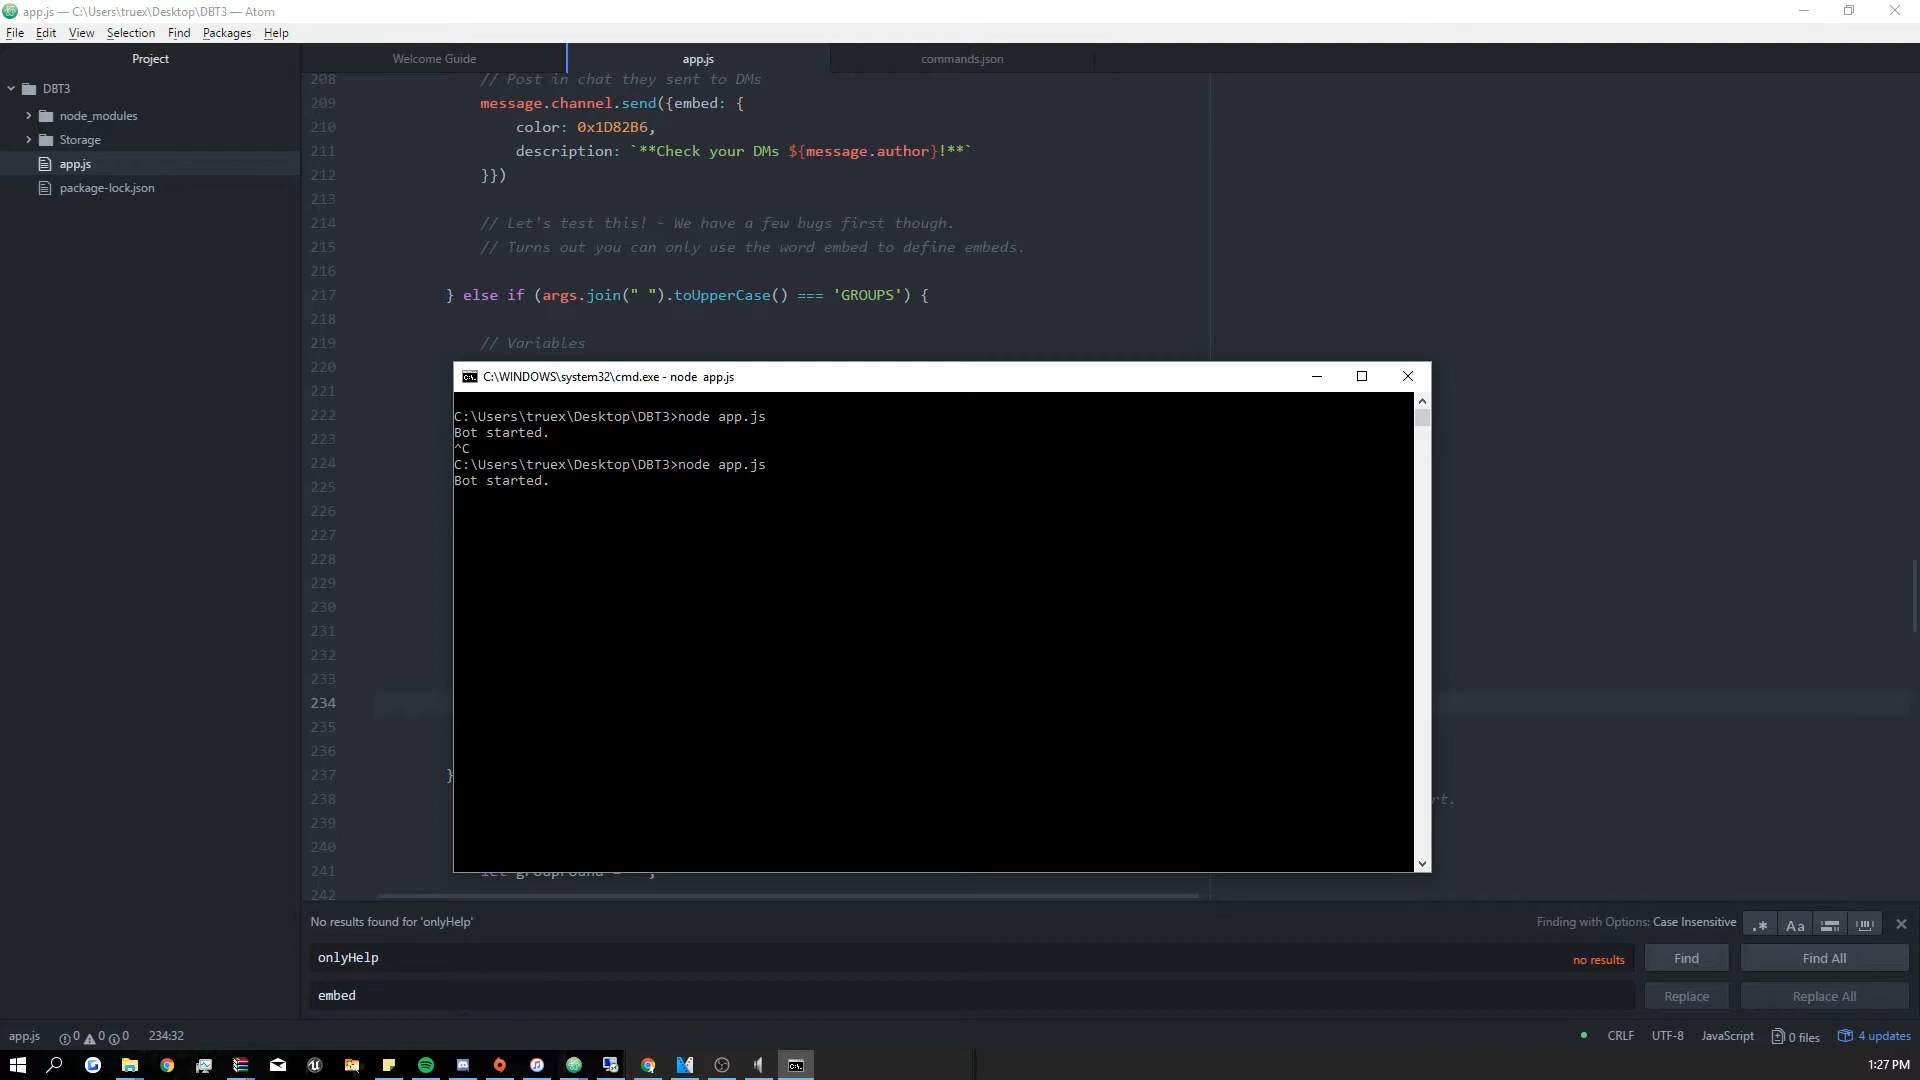 app.js — C:\Users\truex\Desktop\DBT3 — Atom
File Edit View Selection Find Packages Help
Project
Welcome Guide
app.js
commands.json
DBT3
node_modules
Storage
app.js
package-lock.json
208 // Post in chat they sent to DMs
209 message.channel.send({embed: {
210 color: 0x1D82B6,
211 description: `**Check your DMs ${message.author}!**`
212 }})
213
214 // Let's test this! - We have a few bugs first though.
215 // Turns out you can only use the word embed to define embeds.
216
217 } else if (args.join(" ").toUpperCase() === 'GROUPS') {
218
219 // Variables
220
221
222
223
224
225
226
227
228
229
230
231
232
233
234
235
236
237 }
238 rt.
239
240
241
242
C:\WINDOWS\system32\cmd.exe - node  app.js
C:\Users\truex\Desktop\DBT3>node app.js
Bot started.
^C
C:\Users\truex\Desktop\DBT3>node app.js
Bot started.
No results found for 'onlyHelp'
Finding with Options: Case Insensitive
.* Aa
onlyHelp
no results
Find
Find All
embed
Replace
Replace All
app.js 0 0 0 234:32
CRLF UTF-8 JavaScript 0 files 4 updates
1:27 PM